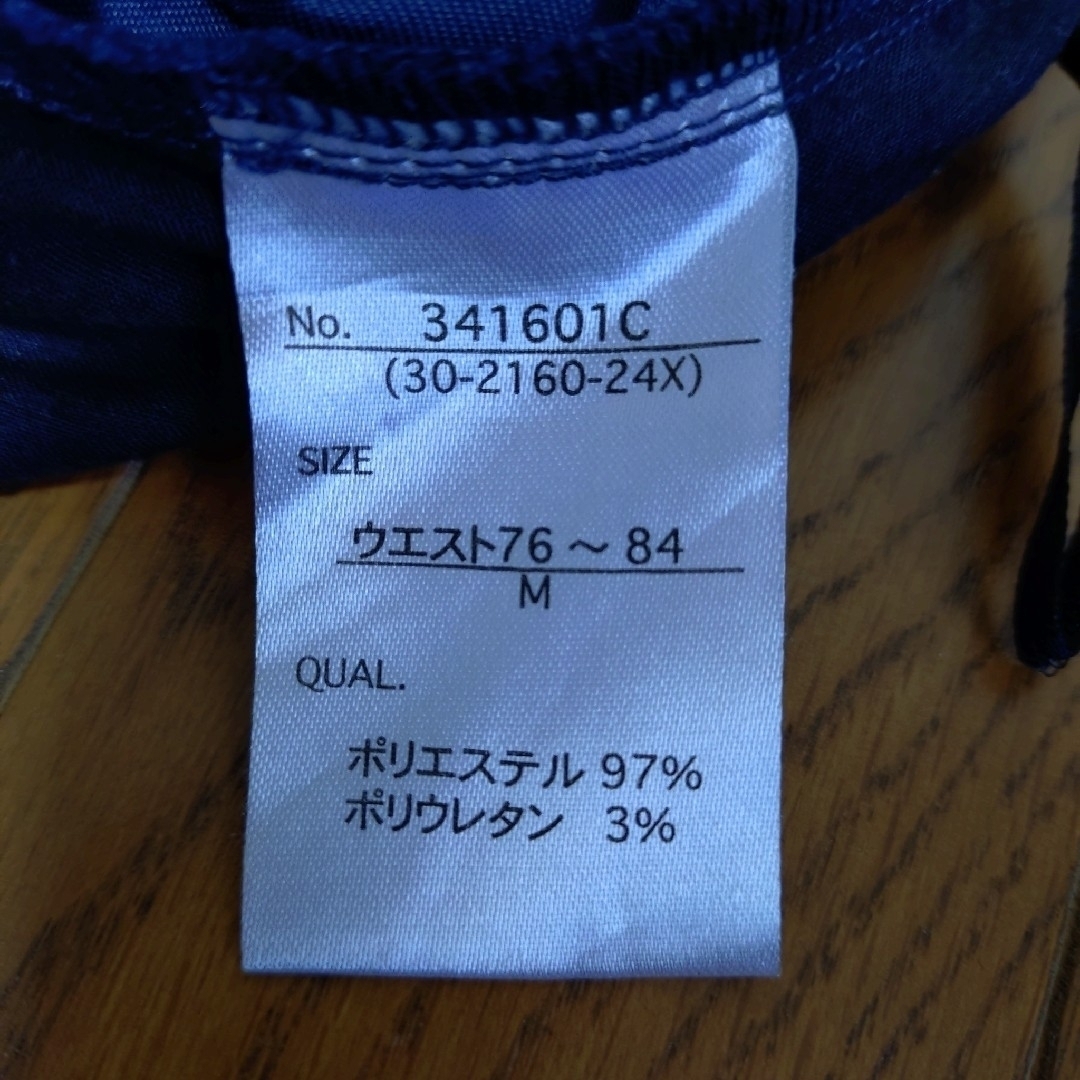 No. 341601C
(30-2160-24X)
SIZE
ウエスト76～84
M
QUAL.
ポリエステル 97%
ポリウレタン 3%